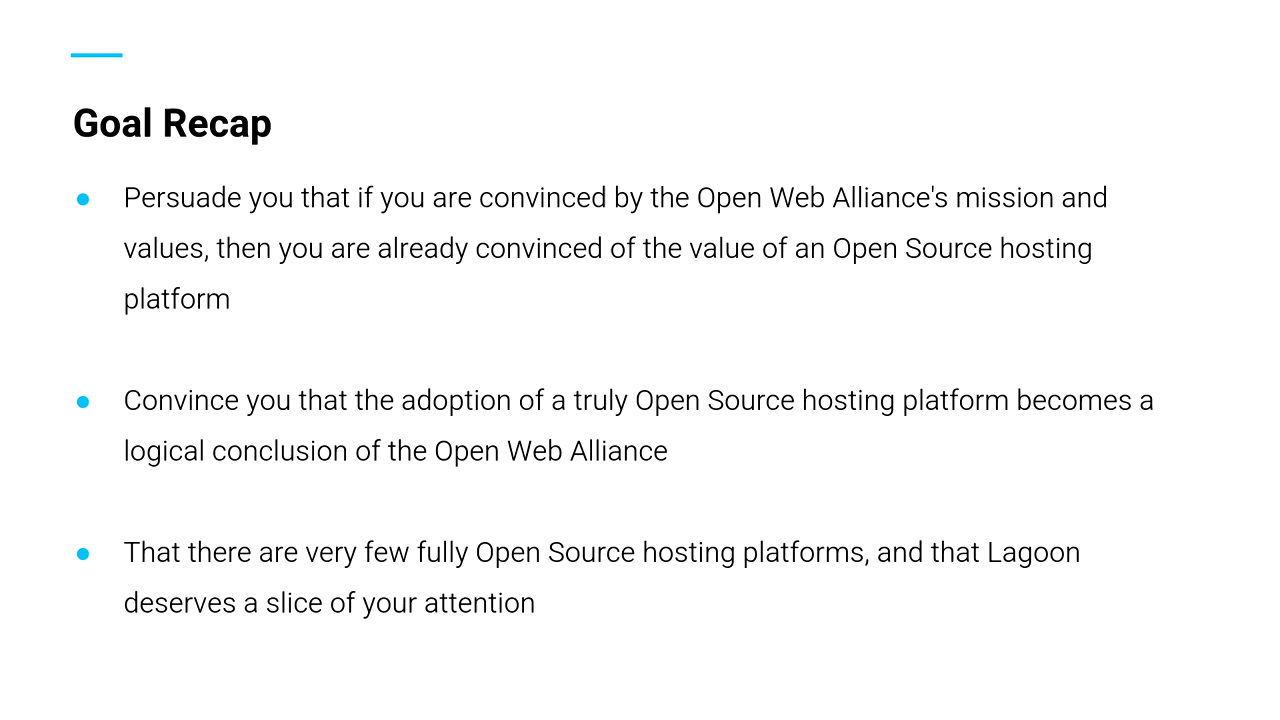 Goal Recap
● Persuade you that if you are convinced by the Open Web Alliance's mission and
values, then you are already convinced of the value of an Open Source hosting
platform
● Convince you that the adoption of a truly Open Source hosting platform becomes a
logical conclusion of the Open Web Alliance
● That there are very few fully Open Source hosting platforms, and that Lagoon
deserves a slice of your attention